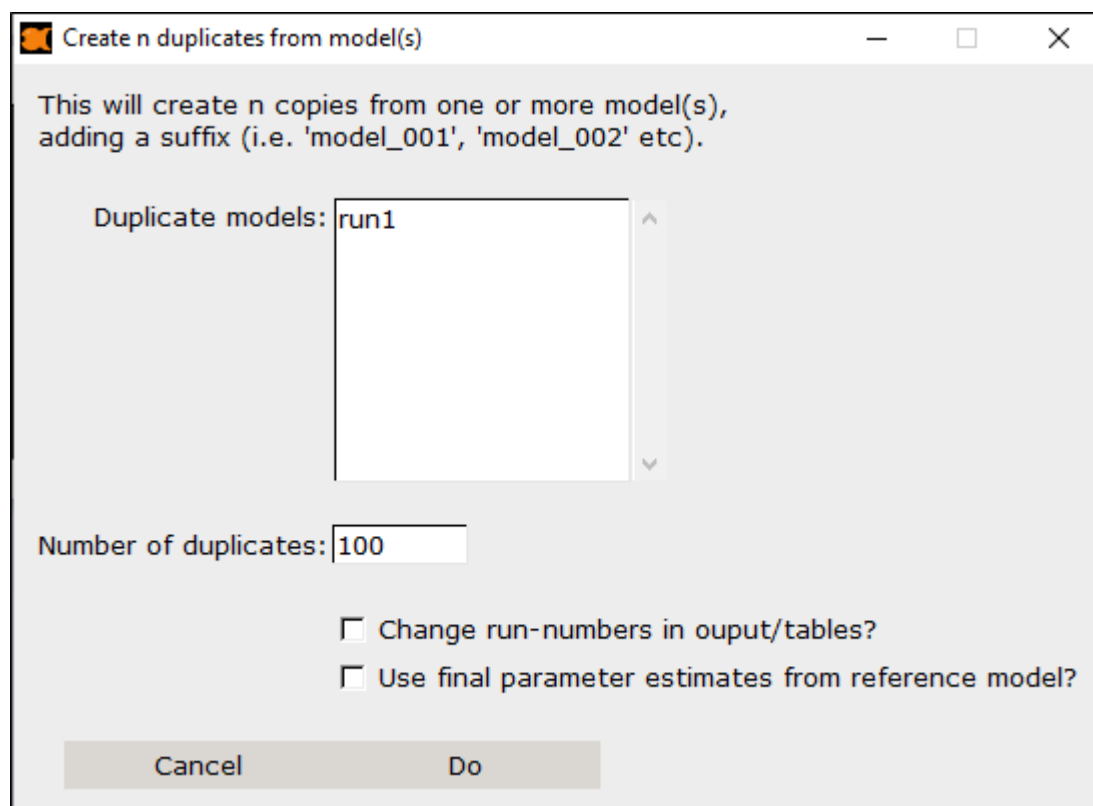 Create n duplicates from model(s)
This will create n copies from one or more model(s),
adding a suffix (i.e. 'model_001', 'model_002' etc).
Duplicate models: run1
Number of duplicates: 100
Change run-numbers in ouput/tables?
Use final parameter estimates from reference model?
Cancel Do